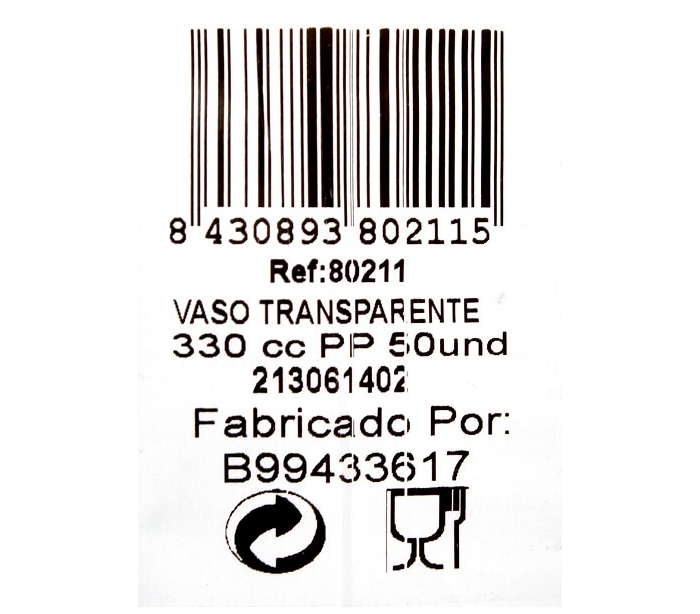 8 430893 802115
Ref:80211
VASO TRANSPARENTE
330 cc PP 50und
213061402
Fabricado Por:
B99433617